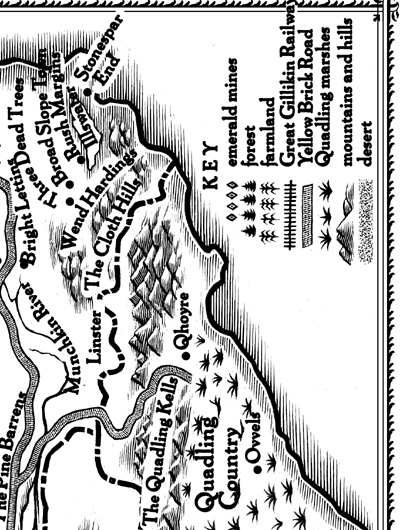 Stonespar
End
Three Dead Trees
Broad Slope Town
Rush Margins
Illswater
Bright Lettins
Wend Hardings
The Cloth Hills
Munchkin River
Linster
The Pine Barrens
Qhoyre
The Quadling Kells
Quadling
Country
Ovvels
KEY
emerald mines
forest
farmland
Great Gillikin Railway
Yellow Brick Road
Quadling marshes
mountains and hills
desert